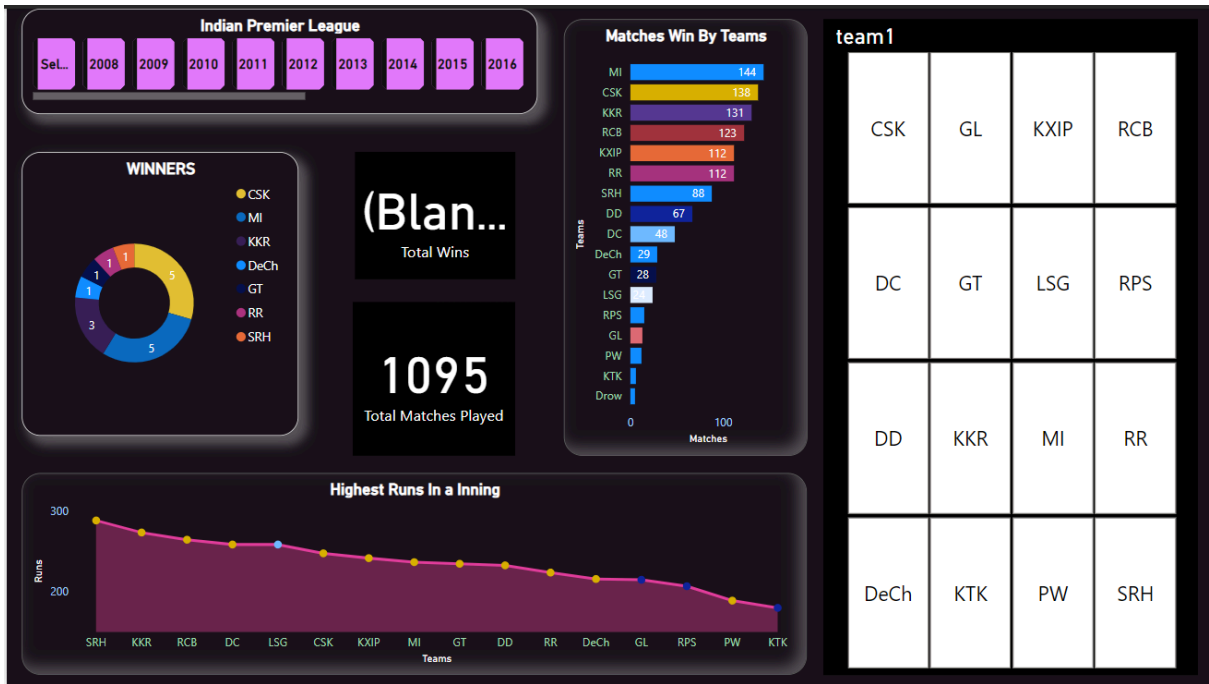 Indian Premier League
Sel... 2008 2009 2010 2011 2012 2013 2014 2015 2016
WINNERS
CSK
MI
KKR
DeCh
GT
RR
SRH
5
5
3
1
1
1
1
(Blan...
Total Wins
1095
Total Matches Played
Matches Win By Teams
Teams
MI 144
CSK 138
KKR 131
RCB 123
KXIP 112
RR 112
SRH 88
DD 67
DC 48
DeCh 29
GT 28
LSG 24
RPS
GL
PW
KTK
Drow
0 100
Matches
team1
CSK GL KXIP RCB
DC GT LSG RPS
DD KKR MI RR
DeCh KTK PW SRH
Highest Runs In a Inning
Runs
300
200
SRH KKR RCB DC LSG CSK KXIP MI GT DD RR DeCh GL RPS PW KTK
Teams